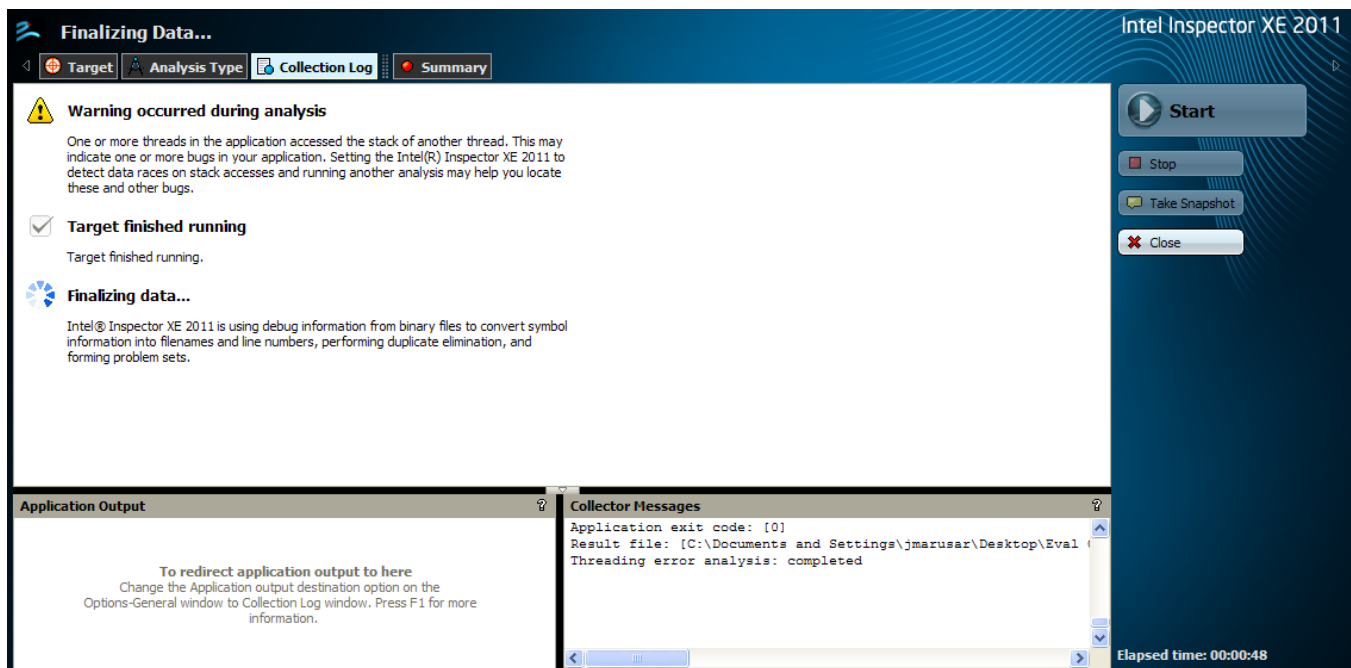 Finalizing Data...
Intel Inspector XE 2011
Target
Analysis Type
Collection Log
Summary
Warning occurred during analysis
One or more threads in the application accessed the stack of another thread. This may
indicate one or more bugs in your application. Setting the Intel(R) Inspector XE 2011 to
detect data races on stack accesses and running another analysis may help you locate
these and other bugs.
Target finished running
Target finished running.
Finalizing data...
Intel® Inspector XE 2011 is using debug information from binary files to convert symbol
information into filenames and line numbers, performing duplicate elimination, and
forming problem sets.
Start
Stop
Take Snapshot
Close
Application Output
?
To redirect application output to here
Change the Application output destination option on the
Options-General window to Collection Log window. Press F1 for more
information.
Collector Messages
?
Application exit code: [0]
Result file: [C:\Documents and Settings\jmarusar\Desktop\Eval
Threading error analysis: completed
Elapsed time: 00:00:48